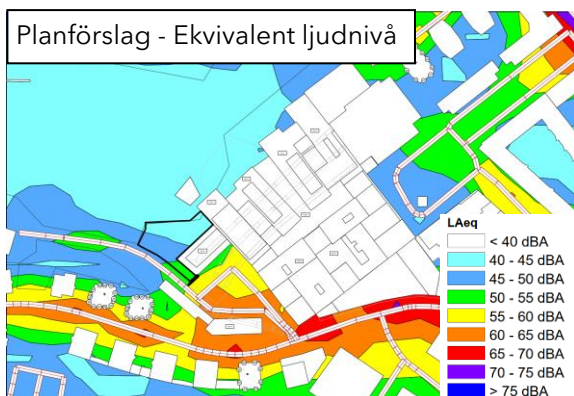 Planförslag - Ekvivalent ljudnivå
LAeq
< 40 dBA
40 - 45 dBA
45 - 50 dBA
50 - 55 dBA
55 - 60 dBA
60 - 65 dBA
65 - 70 dBA
70 - 75 dBA
> 75 dBA